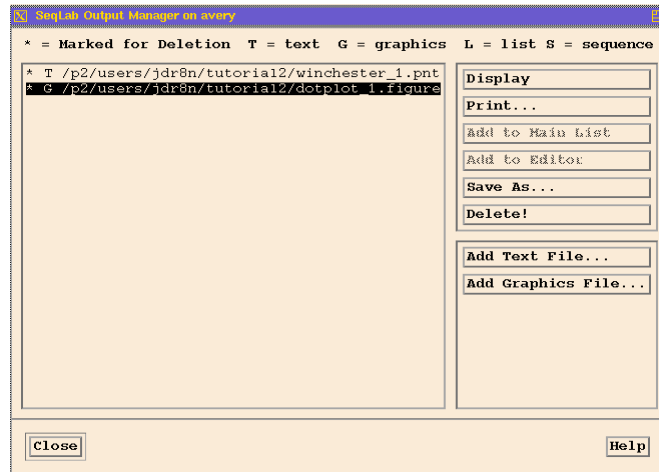 SeqLab Output Manager on avery
* = Marked for Deletion  T = text  G = graphics  L = list S = sequence
* T /p2/users/jdr8n/tutorial2/winchester_1.pnt
* G /p2/users/jdr8n/tutorial2/dotplot_1.figure
Display
Print...
Add to Main List
Add to Editor
Save As...
Delete!
Add Text File...
Add Graphics File...
Close
Help